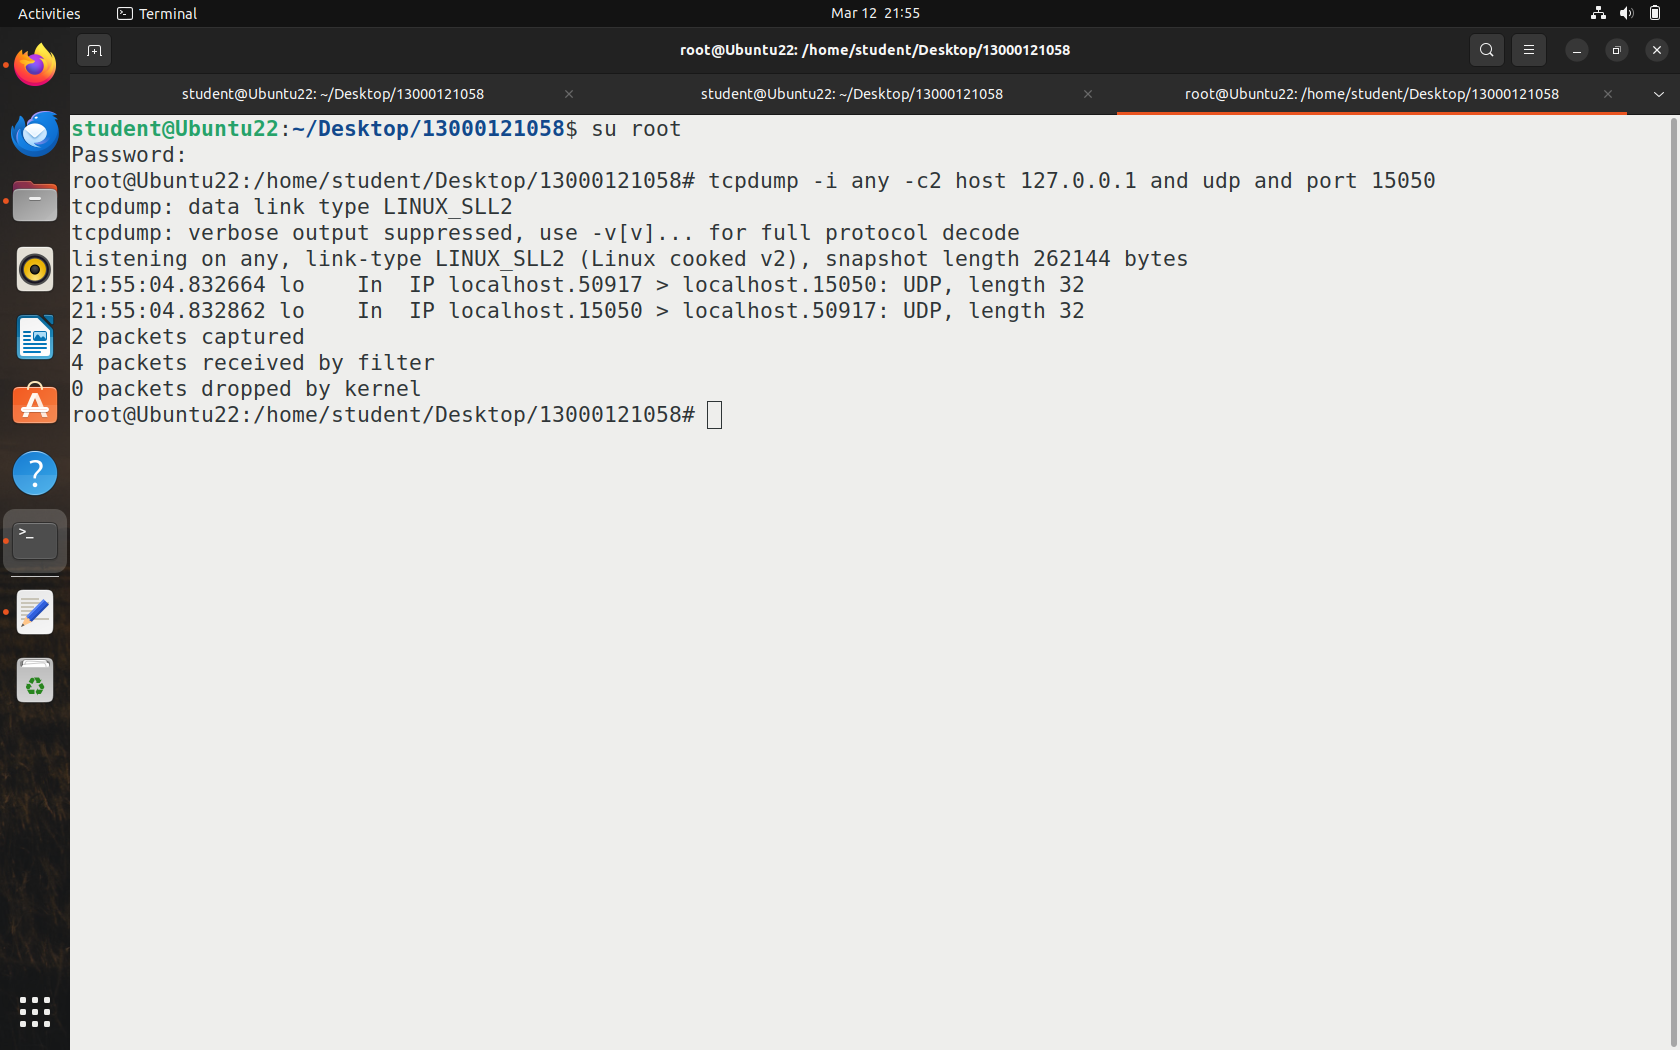 Activities Terminal Mar 12 21:55
root@Ubuntu22: /home/student/Desktop/13000121058
student@Ubuntu22: ~/Desktop/13000121058 student@Ubuntu22: ~/Desktop/13000121058 root@Ubuntu22: /home/student/Desktop/13000121058
student@Ubuntu22:~/Desktop/13000121058$ su root
Password:
root@Ubuntu22:/home/student/Desktop/13000121058# tcpdump -i any -c2 host 127.0.0.1 and udp and port 15050
tcpdump: data link type LINUX_SLL2
tcpdump: verbose output suppressed, use -v[v]... for full protocol decode
listening on any, link-type LINUX_SLL2 (Linux cooked v2), snapshot length 262144 bytes
21:55:04.832664 lo    In  IP localhost.50917 > localhost.15050: UDP, length 32
21:55:04.832862 lo    In  IP localhost.15050 > localhost.50917: UDP, length 32
2 packets captured
4 packets received by filter
0 packets dropped by kernel
root@Ubuntu22:/home/student/Desktop/13000121058#